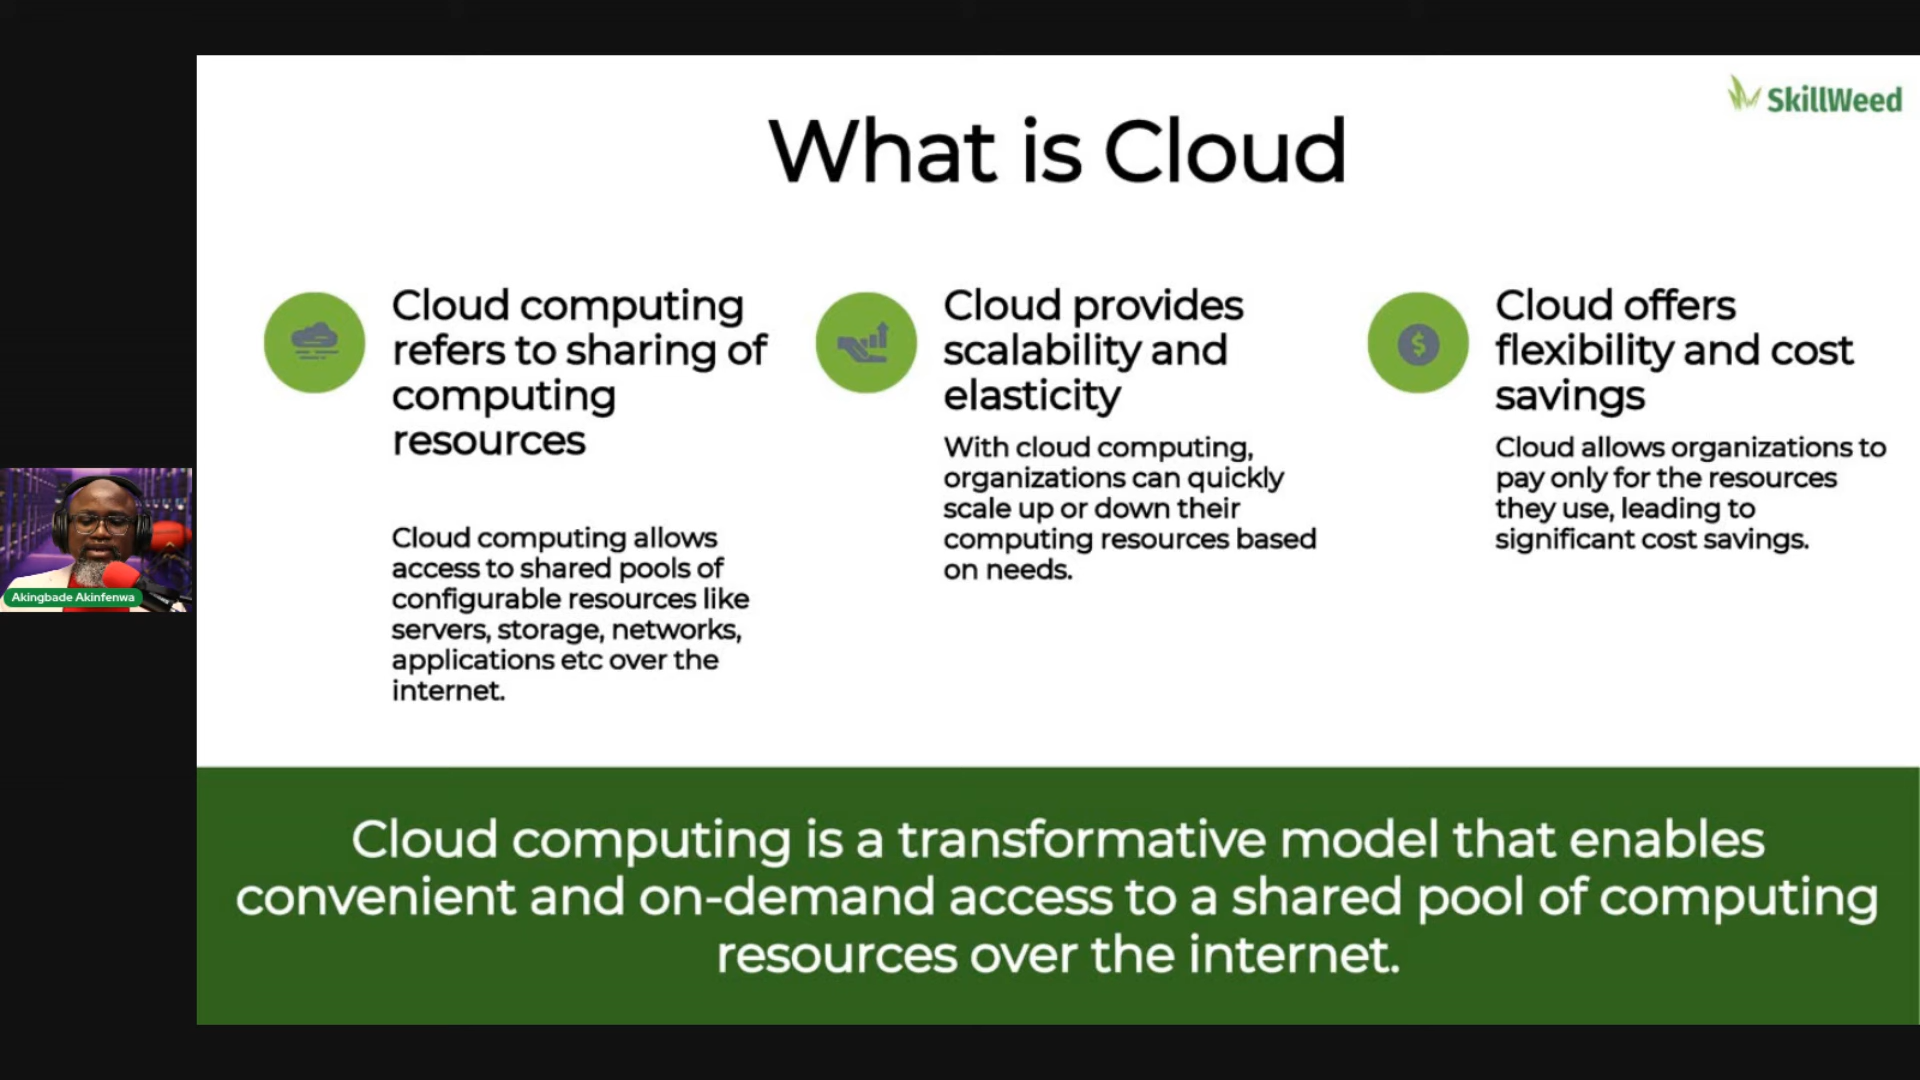 SkillWeed
What is Cloud
Cloud computing
refers to sharing of
computing
resources
Cloud computing allows
access to shared pools of
configurable resources like
servers, storage, networks,
applications etc over the
internet.
Cloud provides
scalability and
elasticity
With cloud computing,
organizations can quickly
scale up or down their
computing resources based
on needs.
Cloud offers
flexibility and cost
savings
Cloud allows organizations to
pay only for the resources
they use, leading to
significant cost savings.
Akingbade Akinfenwa
Cloud computing is a transformative model that enables
convenient and on-demand access to a shared pool of computing
resources over the internet.